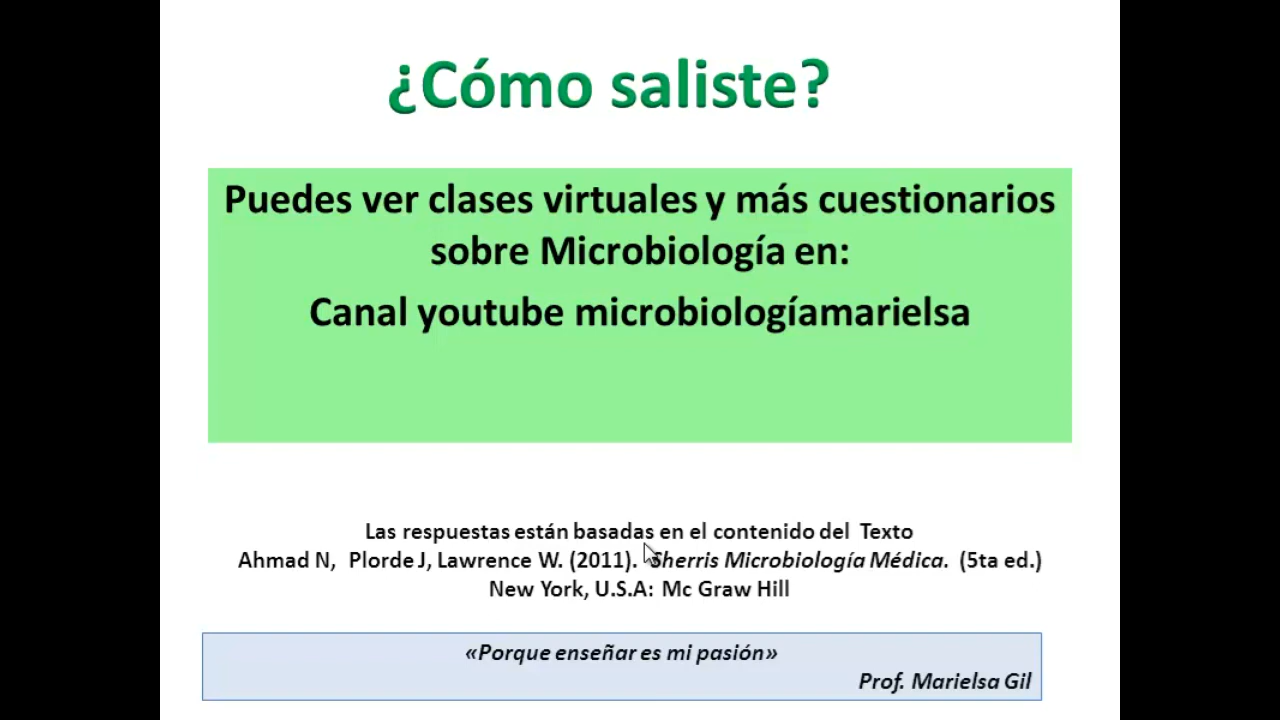 ¿Cómo saliste?
Puedes ver clases virtuales y más cuestionarios
sobre Microbiología en:
Canal youtube microbiologíamarielsa
Las respuestas están basadas en el contenido del Texto
Ahmad N, Plorde J, Lawrence W. (2011). Sherris Microbiología Médica. (5ta ed.)
New York, U.S.A: Mc Graw Hill
«Porque enseñar es mi pasión»
Prof. Marielsa Gil